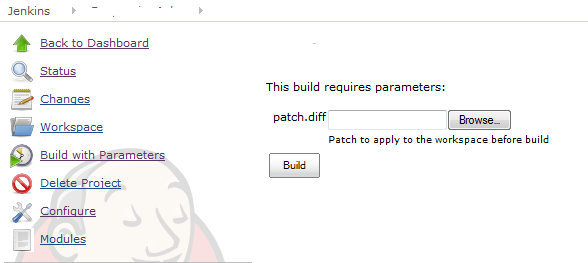 Jenkins
Back to Dashboard
Status
Changes
Workspace
Build with Parameters
Delete Project
Configure
Modules
This build requires parameters:
patch.diff Browse...
Patch to apply to the workspace before build
Build